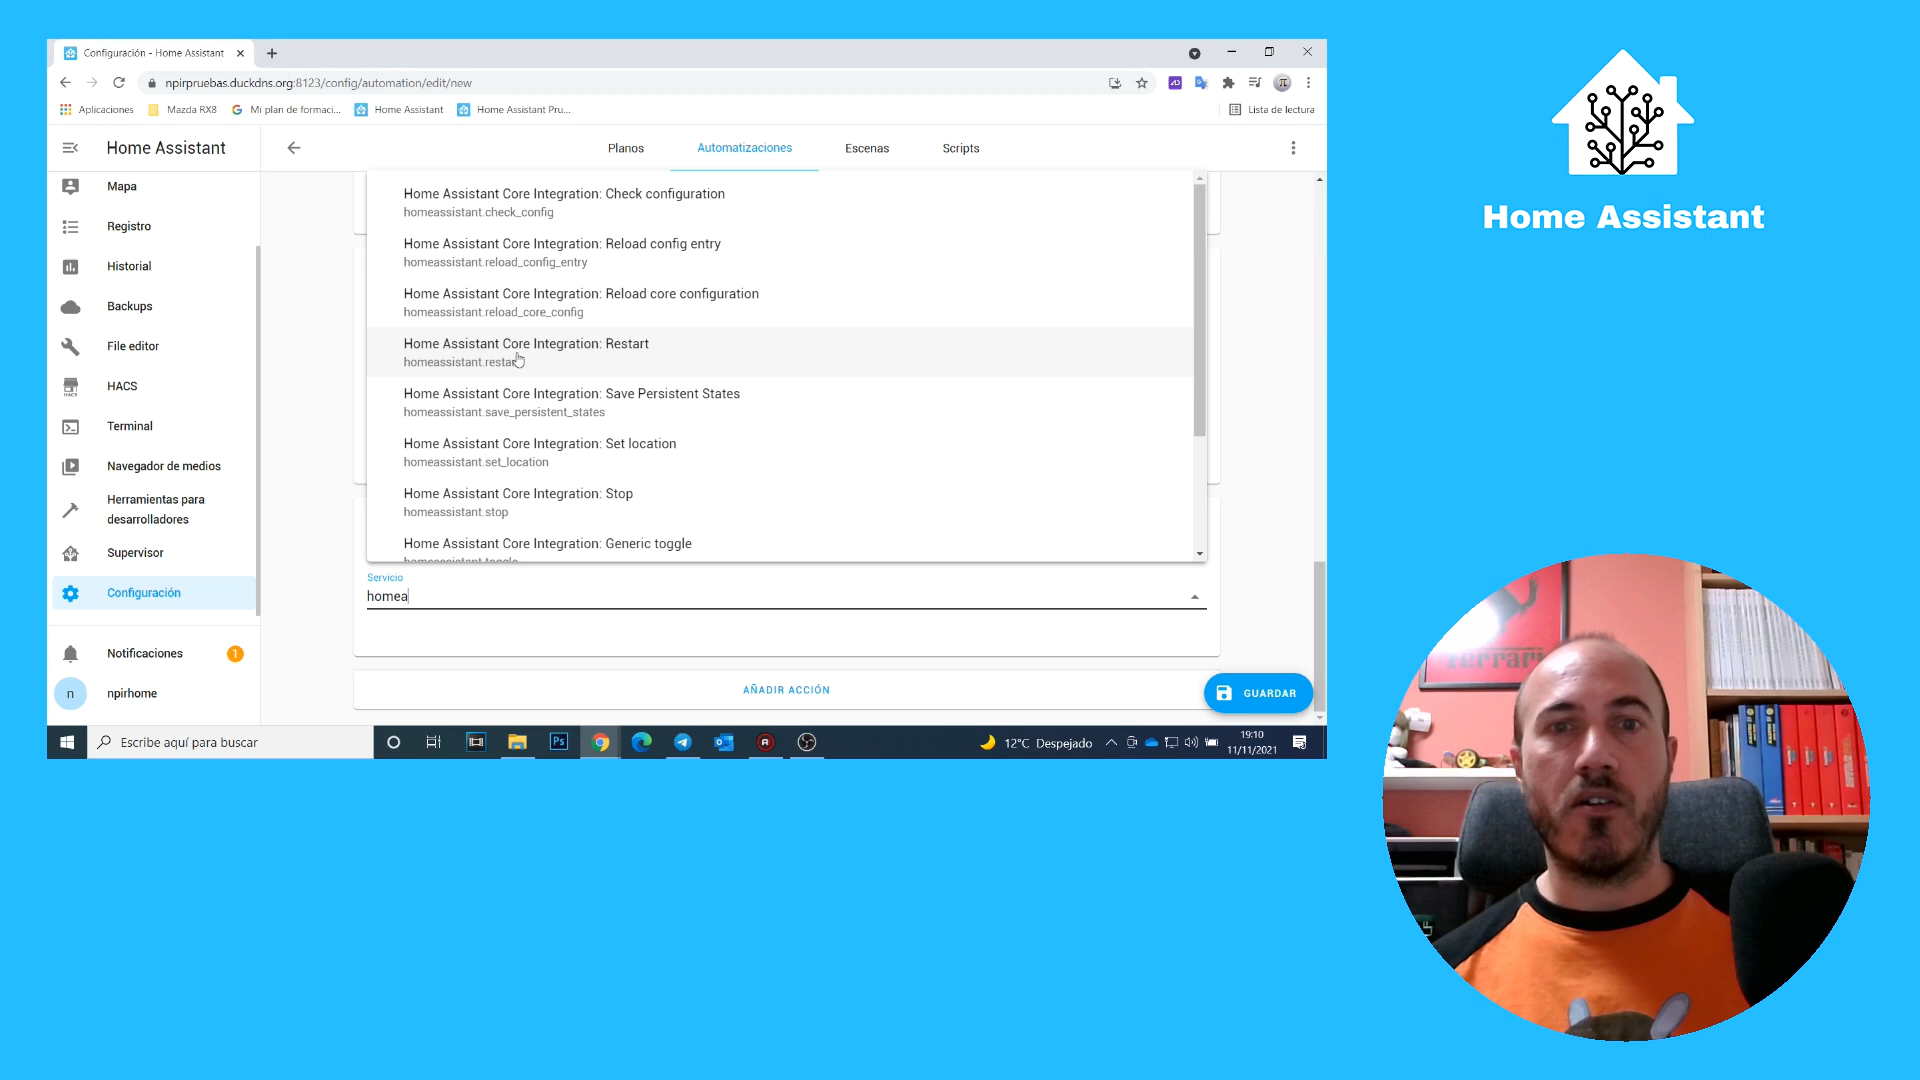 Configuración - Home Assistant
npirpruebas.duckdns.org:8123/config/automation/edit/new
Aplicaciones
Mazda RX8
Mi plan de formaci...
Home Assistant
Home Assistant Pru...
Lista de lectura
Home Assistant
Planos
Automatizaciones
Escenas
Scripts
Mapa
Registro
Historial
Backups
File editor
HACS
Terminal
Navegador de medios
Herramientas para
desarrolladores
Supervisor
Configuración
Notificaciones
1
n
npirhome
Home Assistant Core Integration: Check configuration
homeassistant.check_config
Home Assistant Core Integration: Reload config entry
homeassistant.reload_config_entry
Home Assistant Core Integration: Reload core configuration
homeassistant.reload_core_config
Home Assistant Core Integration: Restart
homeassistant.restart
Home Assistant Core Integration: Save Persistent States
homeassistant.save_persistent_states
Home Assistant Core Integration: Set location
homeassistant.set_location
Home Assistant Core Integration: Stop
homeassistant.stop
Home Assistant Core Integration: Generic toggle
homeassistant.toggle
Servicio
homea
AÑADIR ACCIÓN
GUARDAR
Escribe aquí para buscar
Ps
12°C Despejado
19:10
11/11/2021
Home Assistant
Ferrari